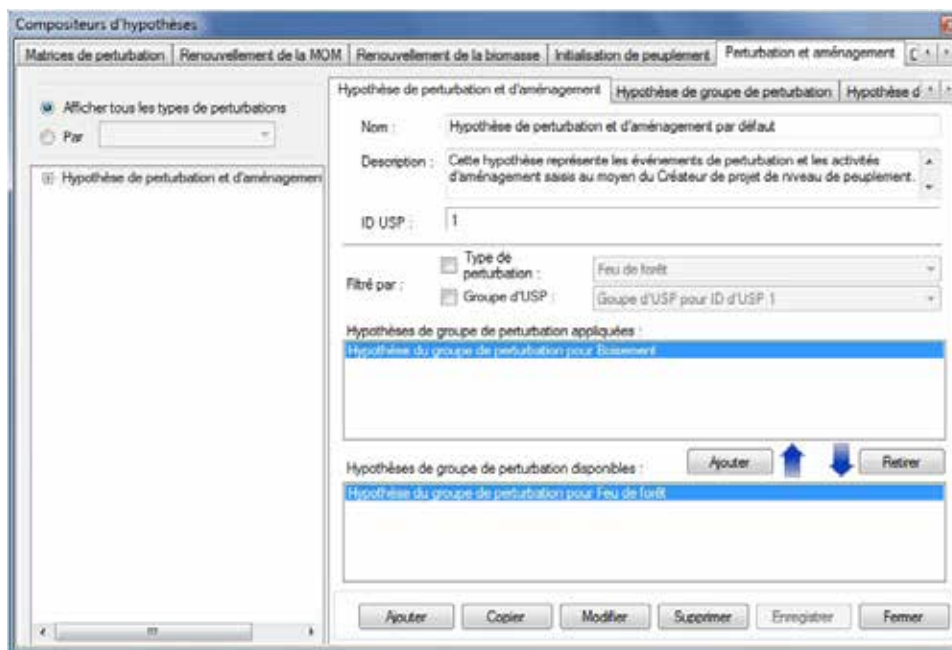 Compositeurs d'hypothèses
Matrices de perturbation Renouvellement de la MOM Renouvellement de la biomasse Initialisation de peuplement Perturbation et aménagement
Afficher tous les types de perturbations
Par
Hypothèse de perturbation et d'aménagemen
Hypothèse de perturbation et d'aménagement Hypothèse de groupe de perturbation Hypothèse d
Nom : Hypothèse de perturbation et d'aménagement par défaut
Description : Cette hypothèse représente les événements de perturbation et les activités
d'aménagement saisis au moyen du Créateur de projet de niveau de peuplement.
ID USP : 1
Filtré par :
Type de
perturbation : Feu de forêt
Groupe d'USP : Goupe d'USP pour ID d'USP 1
Hypothèses de groupe de perturbation appliquées :
Hypothèse du groupe de perturbation pour Boisement
Ajouter Retirer
Hypothèses de groupe de perturbation disponibles :
Hypothèse du groupe de perturbation pour Feu de forêt
Ajouter Copier Modifier Supprimer Enregistrer Fermer